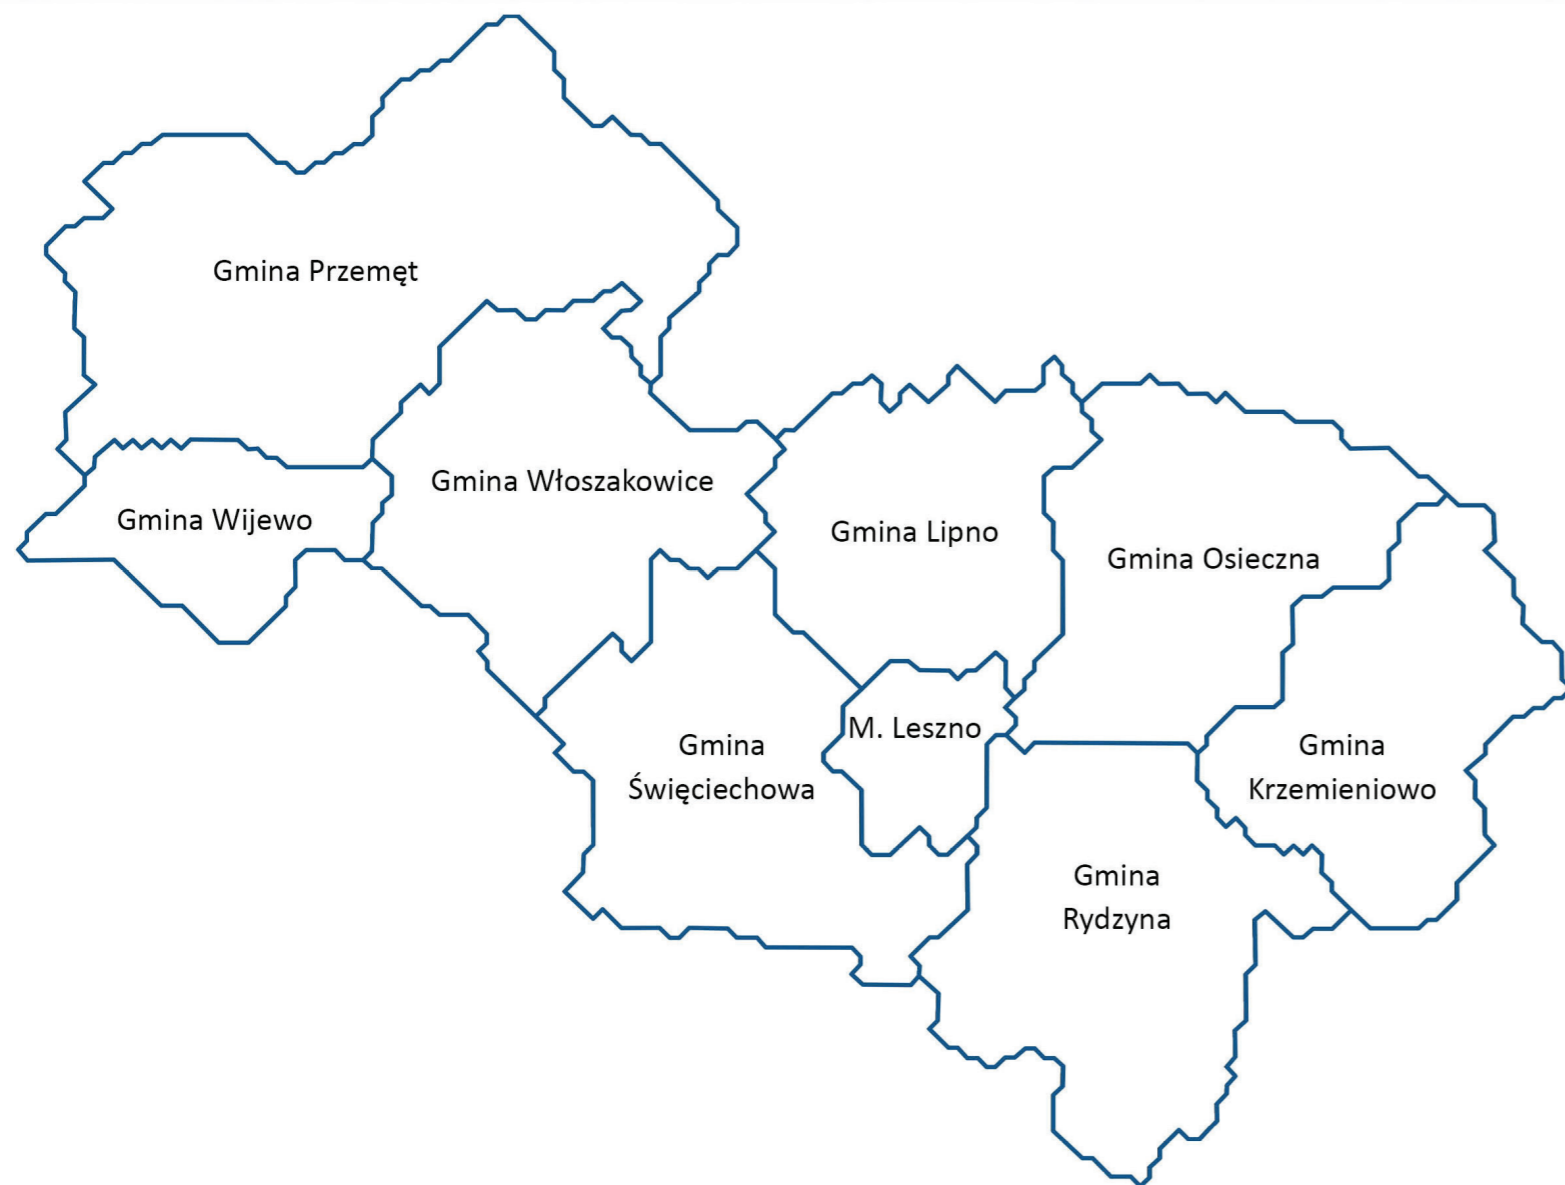 Gmina Przemęt
Gmina Włoszakowice
Gmina Wijewo
Gmina Lipno
Gmina Osieczna
M. Leszno
Gmina
Święciechowa
Gmina
Krzemieniowo
Gmina
Rydzyna